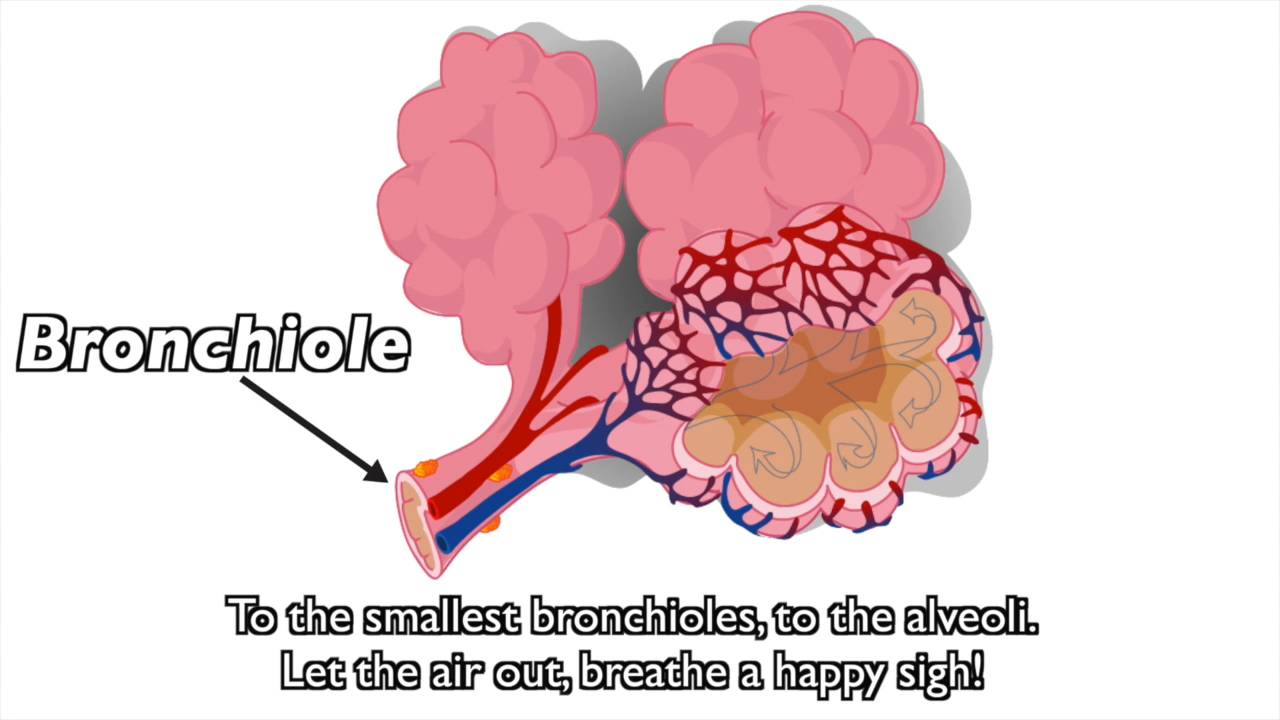 Bronchiole
To the smallest bronchioles, to the alveoli.
Let the air out, breathe a happy sigh!